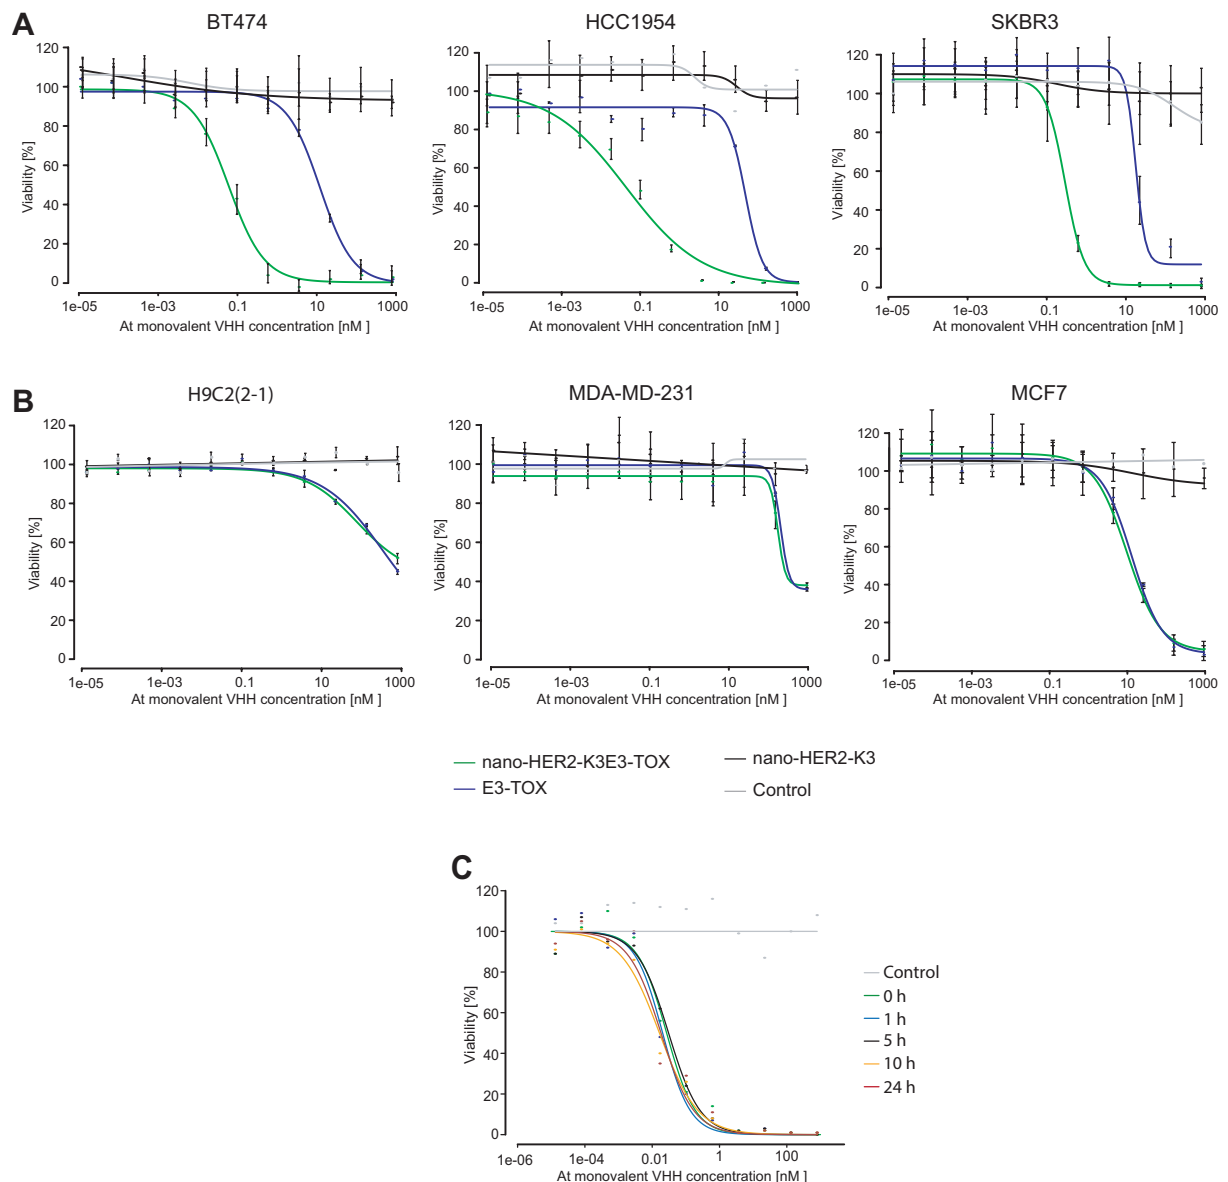 A
BT474
HCC1954
SKBR3
120
100
80
60
40
20
0
Viability [%]
1e-05
1e-03
0.1
10
1000
At monovalent VHH concentration [nM ]
120
100
80
60
40
20
0
Viability [%]
1e-05
1e-03
0.1
10
1000
At monovalent VHH concentration [nM ]
120
100
80
60
40
20
0
Viability [%]
1e-05
1e-03
0.1
10
1000
At monovalent VHH concentration [nM ]
B
H9C2(2-1)
MDA-MD-231
MCF7
120
100
80
60
40
20
0
Viability [%]
1e-05
1e-03
0.1
10
1000
At monovalent VHH concentration [nM ]
120
100
80
60
40
20
0
Viability [%]
1e-05
1e-03
0.1
10
1000
At monovalent VHH concentration [nM ]
120
100
80
60
40
20
0
Viability [%]
1e-05
1e-03
0.1
10
1000
At monovalent VHH concentration [nM ]
nano-HER2-K3E3-TOX
nano-HER2-K3
E3-TOX
Control
C
120
100
80
60
40
20
0
Viability [%]
1e-06
1e-04
0.01
1
100
At monovalent VHH concentration [nM ]
Control
0 h
1 h
5 h
10 h
24 h